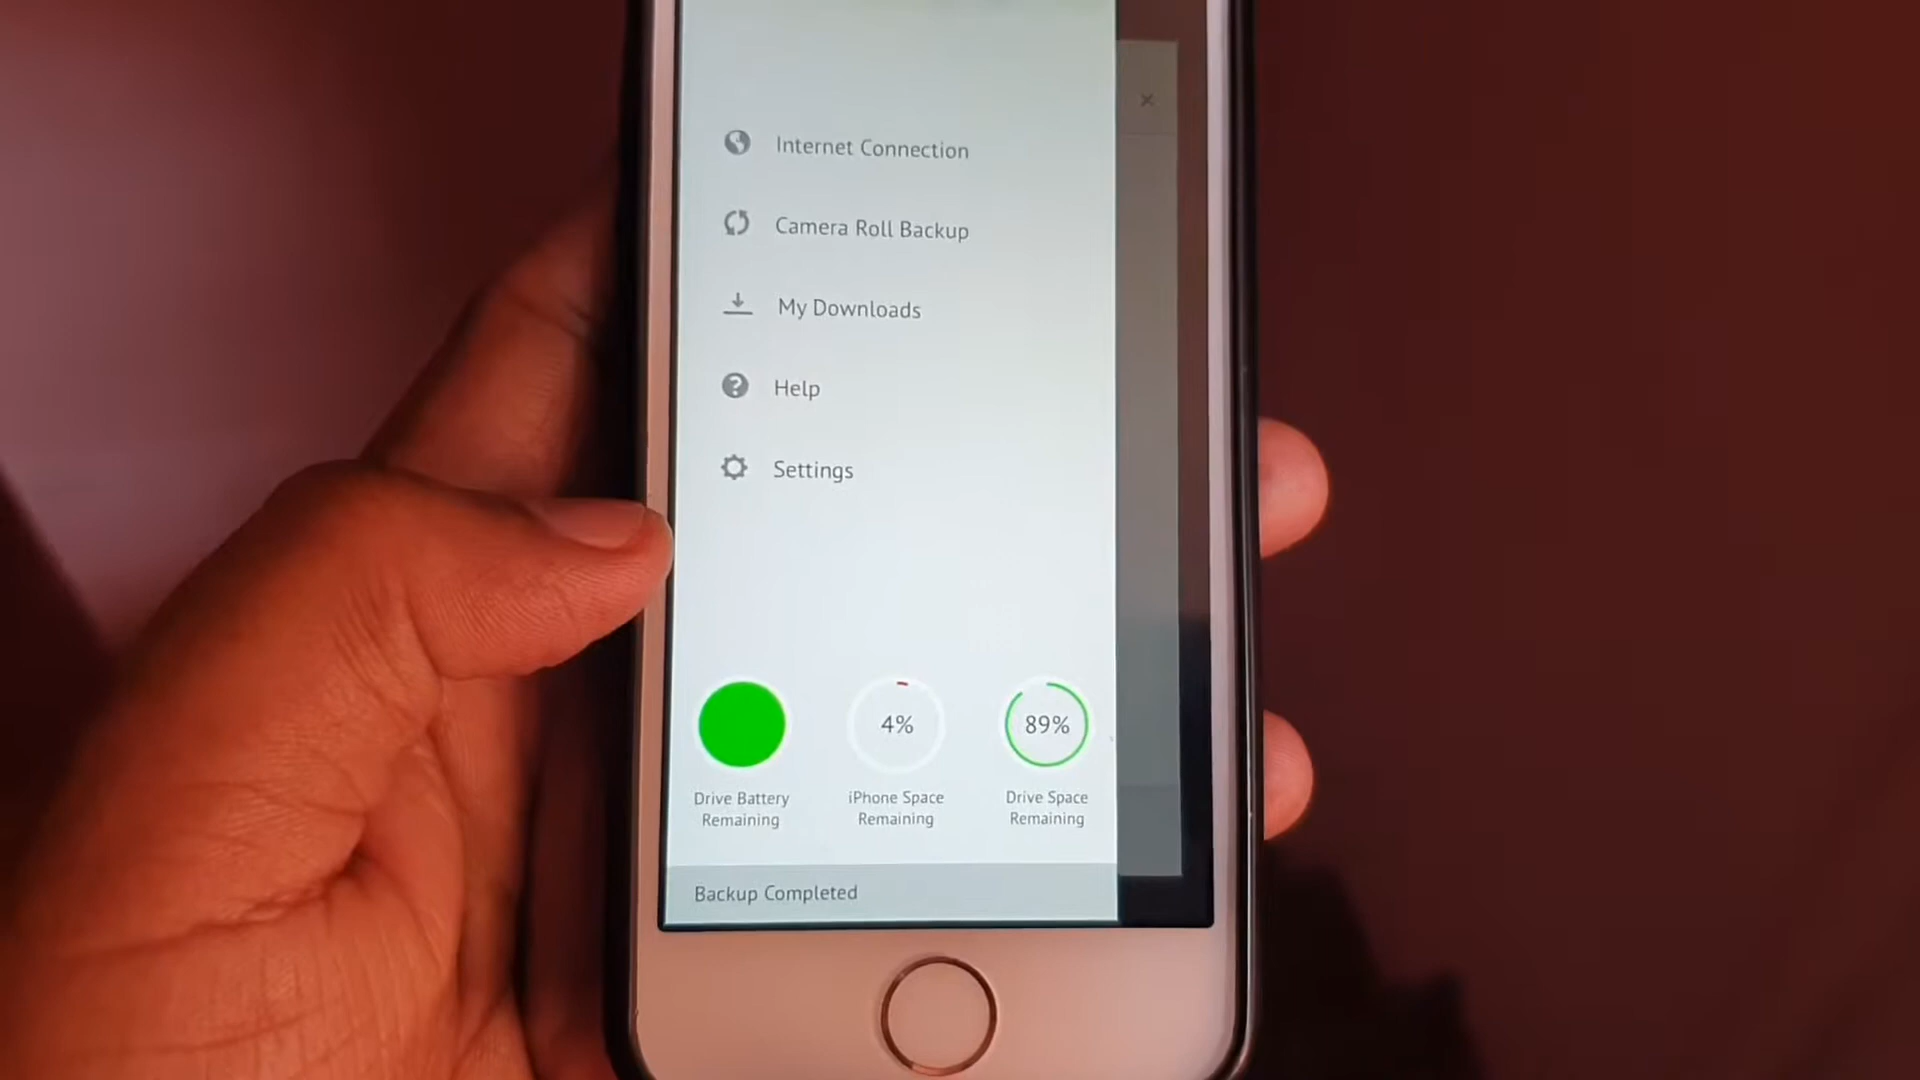 Internet Connection
Camera Roll Backup
My Downloads
Help
Settings
4%
89%
Drive Battery
Remaining
iPhone Space
Remaining
Drive Space
Remaining
Backup Completed